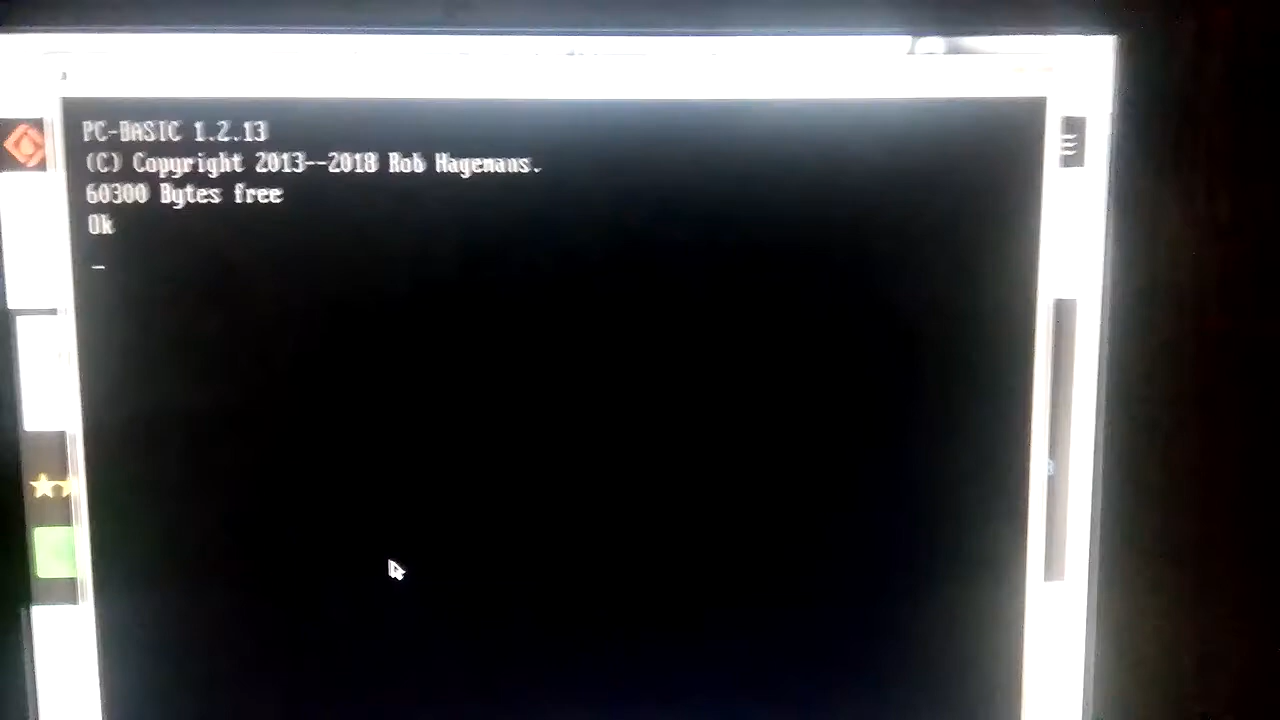 PC-BASIC 1.2.13
(C) Copyright 2013--2018 Rob Hagemans.
60300 Bytes free
Ok